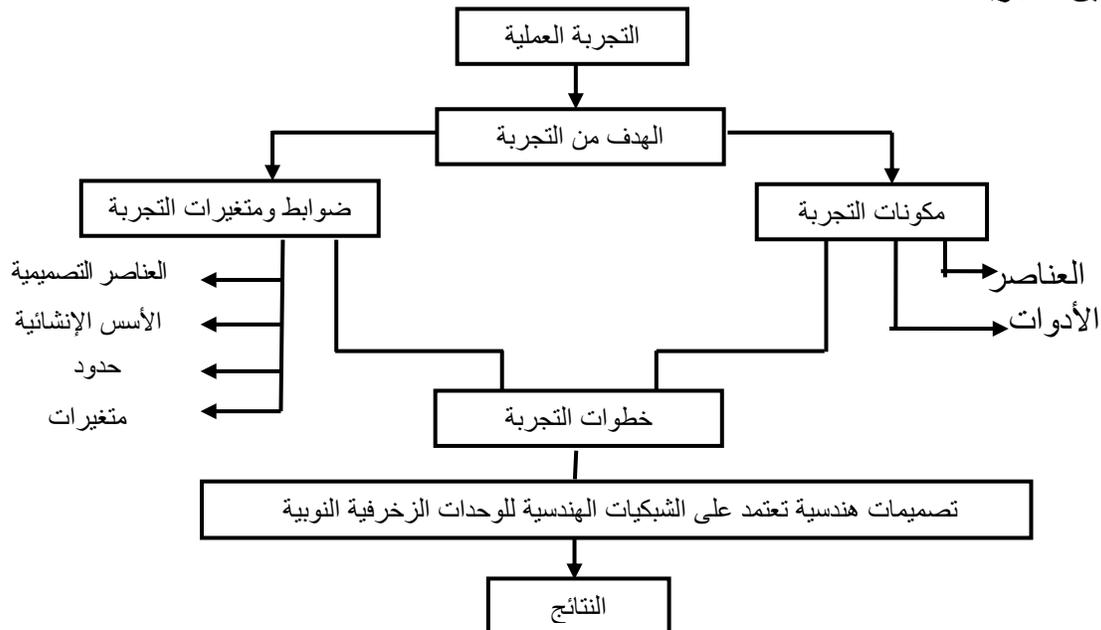 التجربة العملية
الهدف من التجربة
مكونات التجربة
ضوابط ومتغيرات التجربة
العناصر
الأدوات
العناصر التصميمية
الأسس الإنشائية
حدود
متغيرات
خطوات التجربة
تصميمات هندسية تعتمد على الشبكيات الهندسية للوحدات الزخرفية النوبية
النتائج